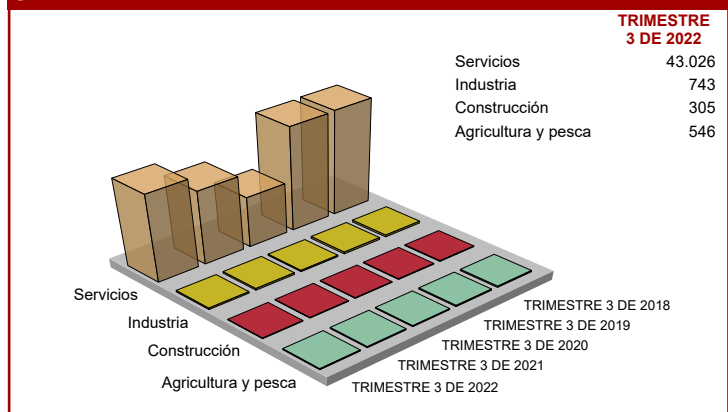 TRIMESTRE
3 DE 2022
Servicios 43.026
Industria 743
Construcción 305
Agricultura y pesca 546
Servicios
Industria
Construcción
Agricultura y pesca
TRIMESTRE 3 DE 2018
TRIMESTRE 3 DE 2019
TRIMESTRE 3 DE 2020
TRIMESTRE 3 DE 2021
TRIMESTRE 3 DE 2022